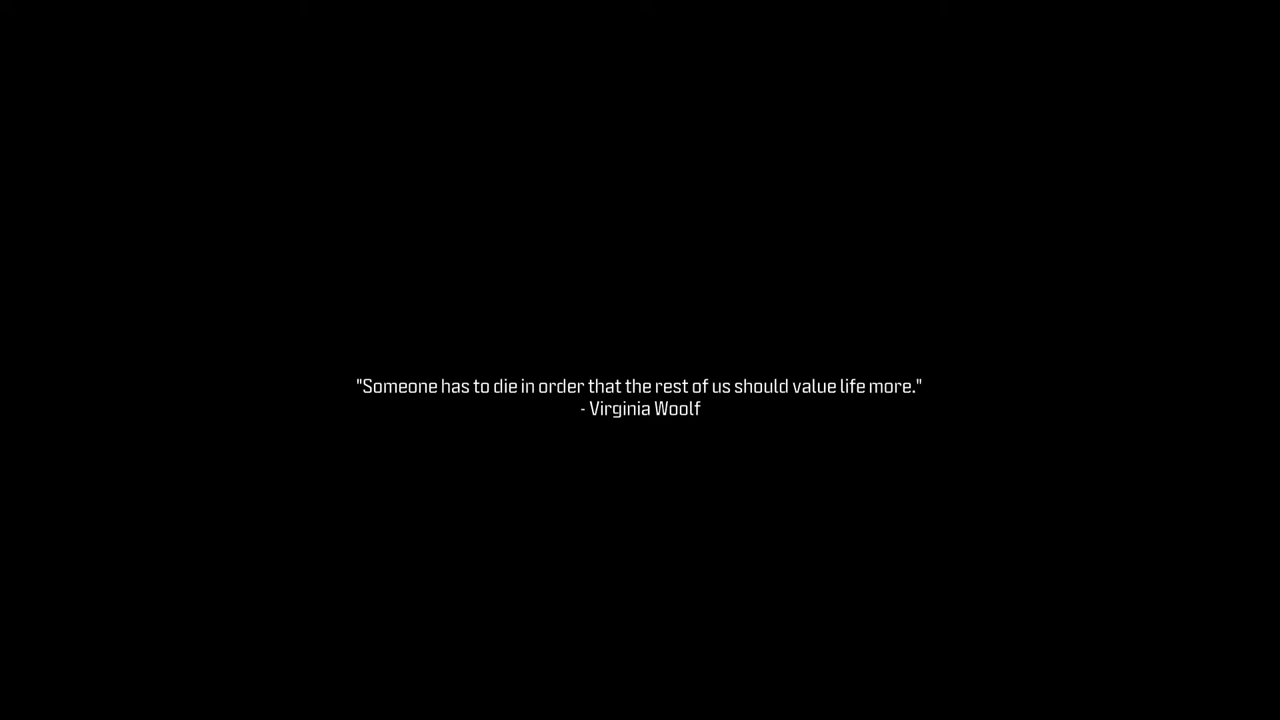 "Someone has to die in order that the rest of us should value life more."
- Virginia Woolf